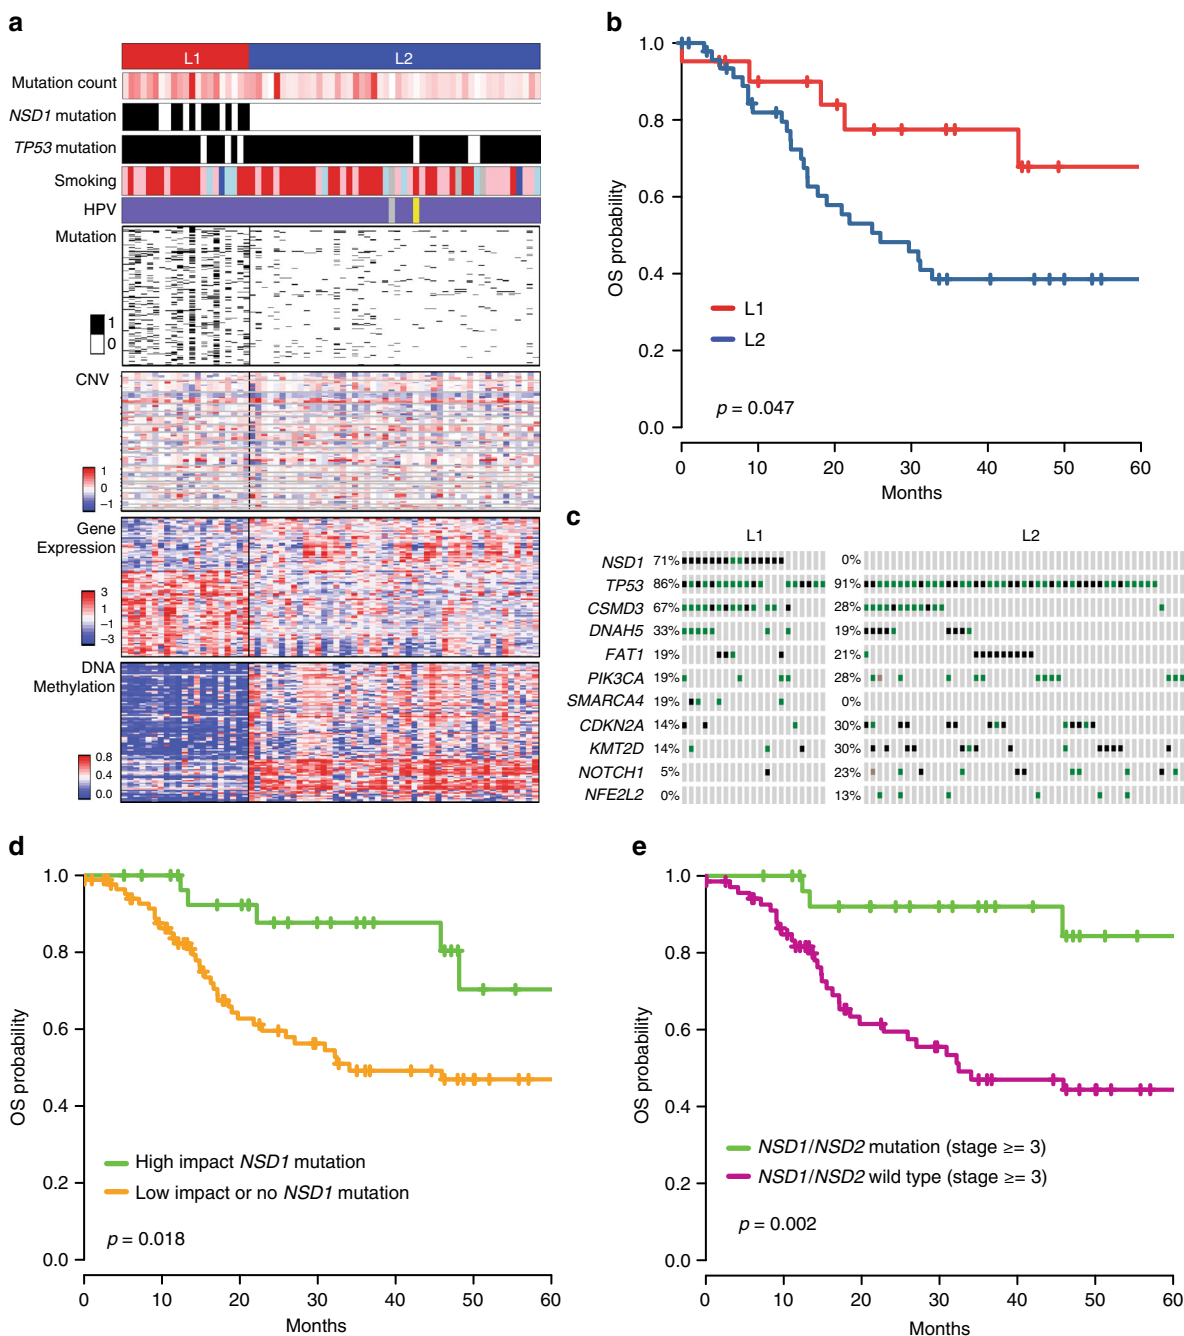 a
L1 L2
Mutation count
NSD1 mutation
TP53 mutation
Smoking
HPV
Mutation
1
0
CNV
1
0
−1
Gene
Expression
3
1
−1
−3
DNA
Methylation
0.8
0.4
0.0
b
1.0
0.8
0.6
0.4
0.2
0.0
OS probability
L1
L2
p = 0.047
0 10 20 30 40 50 60
Months
c
L1 L2
NSD1 71% 0%
TP53 86% 91%
CSMD3 67% 28%
DNAH5 33% 19%
FAT1 19% 21%
PIK3CA 19% 28%
SMARCA4 19% 0%
CDKN2A 14% 30%
KMT2D 14% 30%
NOTCH1 5% 23%
NFE2L2 0% 13%
d
1.0
0.8
0.6
0.4
0.2
0.0
OS probability
High impact NSD1 mutation
Low impact or no NSD1 mutation
p = 0.018
0 10 20 30 40 50 60
Months
e
1.0
0.8
0.6
0.4
0.2
0.0
OS probability
NSD1/NSD2 mutation (stage ≥= 3)
NSD1/NSD2 wild type (stage ≥= 3)
p = 0.002
0 10 20 30 40 50 60
Months